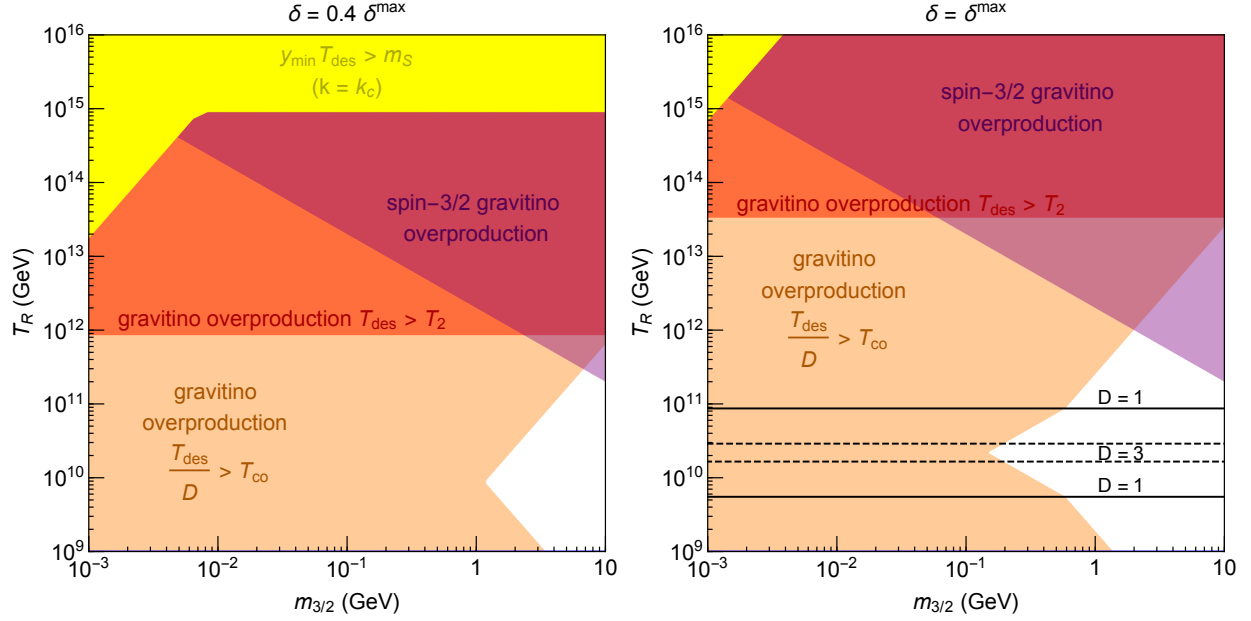 δ = 0.4 δ^max
10^16
10^15
10^14
10^13
10^12
10^11
10^10
10^9
T_R (GeV)
y_min T_des > m_S
(k = k_c)
spin−3/2 gravitino
overproduction
gravitino overproduction T_des > T_2
gravitino
overproduction
T_des / D > T_co
10^−3 10^−2 10^−1 1 10
m_3/2 (GeV)
δ = δ^max
10^16
10^15
10^14
10^13
10^12
10^11
10^10
10^9
T_R (GeV)
spin−3/2 gravitino
overproduction
gravitino overproduction T_des > T_2
gravitino
overproduction
T_des / D > T_co
D = 1
D = 3
D = 1
10^−3 10^−2 10^−1 1 10
m_3/2 (GeV)